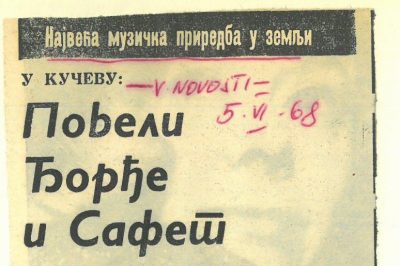 Највећа музичка приредба у земљи
У КУЧЕВУ: — V NOVOSTI =
Повели 5. VI. 68
Ђорђе
и Сафет